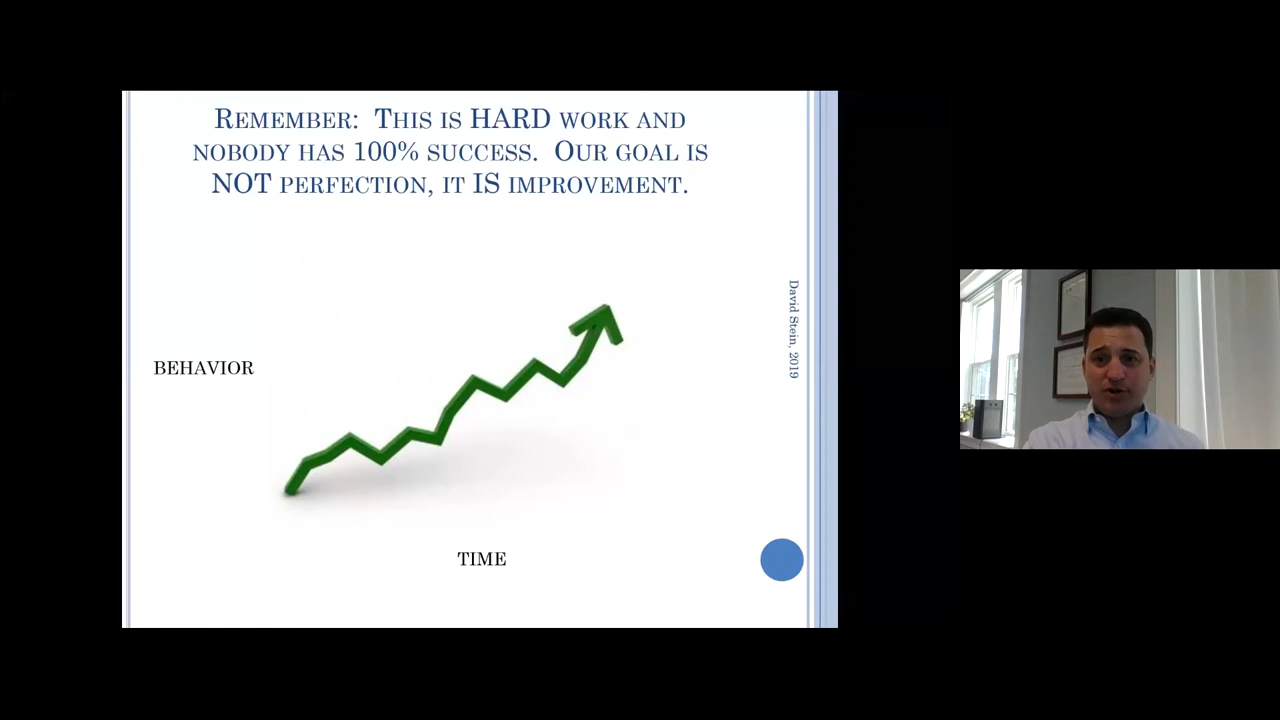 Remember: This is HARD work and
nobody has 100% success. Our goal is
NOT perfection, it IS improvement.
BEHAVIOR
TIME
David Stein, 2019